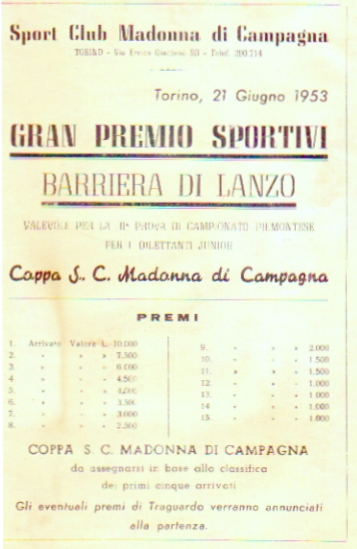 Sport Club Madonna di Campagna
TORINO - Via Giachino 93 - Telef. 290.214
Torino, 21 Giugno 1953
GRAN PREMIO SPORTIVI
BARRIERA DI LANZO
VALEVOLE PER LA IIª PROVA DI CAMPIONATO PIEMONTESE
PER I DILETTANTI JUNIOR
Coppa S. C. Madonna di Campagna
PREMI
1. Arrivato Valore L. 10.000
2. » » » 7.500
3. » » » 6.000
4. » » » 4.500
5. » » » 4.000
6. » » » 3.500
7. » » » 3.000
8. » » » 2.500
9. » » » 2.000
10. » » » 1.500
11. » » » 1.500
12. » » » 1.000
13. » » » 1.000
14. » » » 1.000
15. » » » 1.000
COPPA S. C. MADONNA DI CAMPAGNA
da assegnarsi in base alla classifica
dei primi cinque arrivati
Gli eventuali premi di Traguardo verranno annunciati
alla partenza.